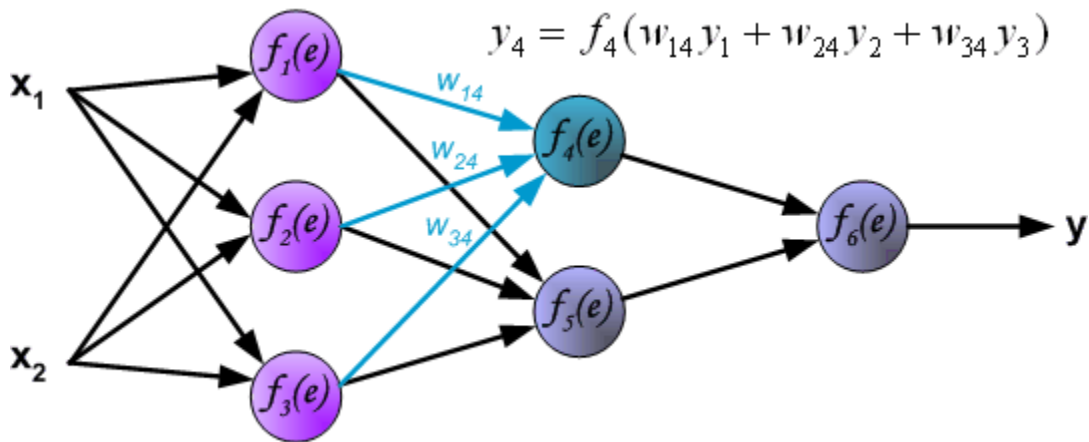 y₄ = f₄(w₁₄y₁ + w₂₄y₂ + w₃₄y₃)
f₁(e)
x₁
w₁₄
f₄(e)
w₂₄
f₂(e)
w₃₄
f₆(e)
y
f₅(e)
x₂
f₃(e)